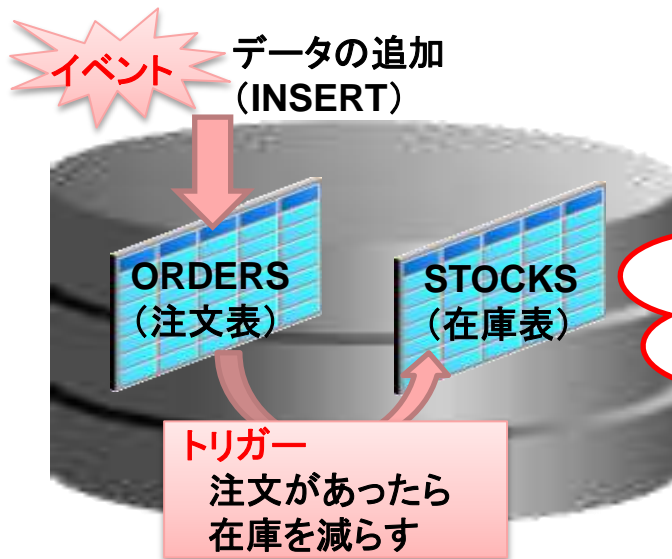 イベント
データの追加
（INSERT）
ORDERS
（注文表）
STOCKS
（在庫表）
トリガー
注文があったら
在庫を減らす